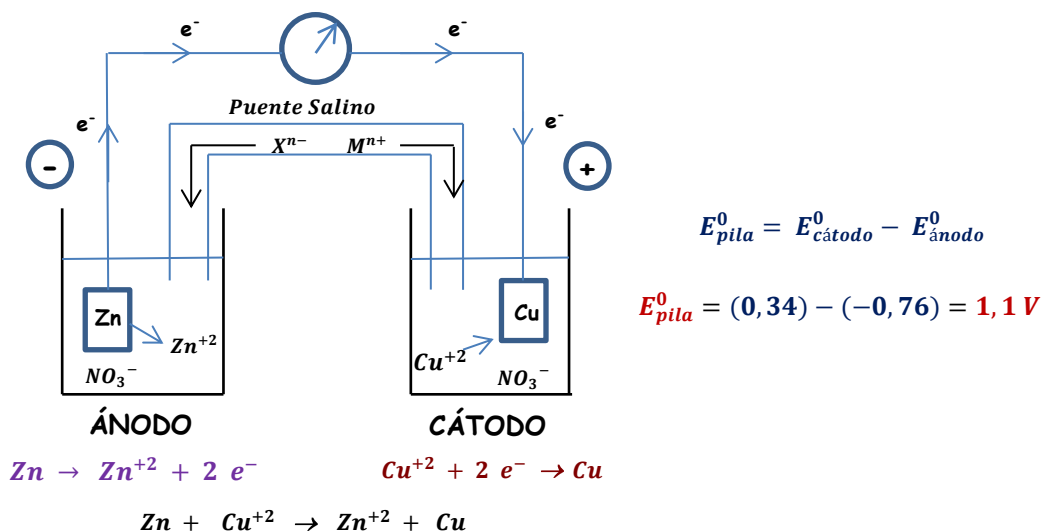 e⁻ e⁻
Puente Salino
e⁻ e⁻
Xⁿ⁻ Mⁿ⁺
- +
E⁰pila = E⁰cátodo − E⁰ánodo
Zn Cu
E⁰pila = (0,34) − (−0,76) = 1,1 V
Zn⁺² Cu⁺²
NO₃⁻ NO₃⁻
ÁNODO CÁTODO
Zn → Zn⁺² + 2 e⁻ Cu⁺² + 2 e⁻ → Cu
Zn + Cu⁺² → Zn⁺² + Cu